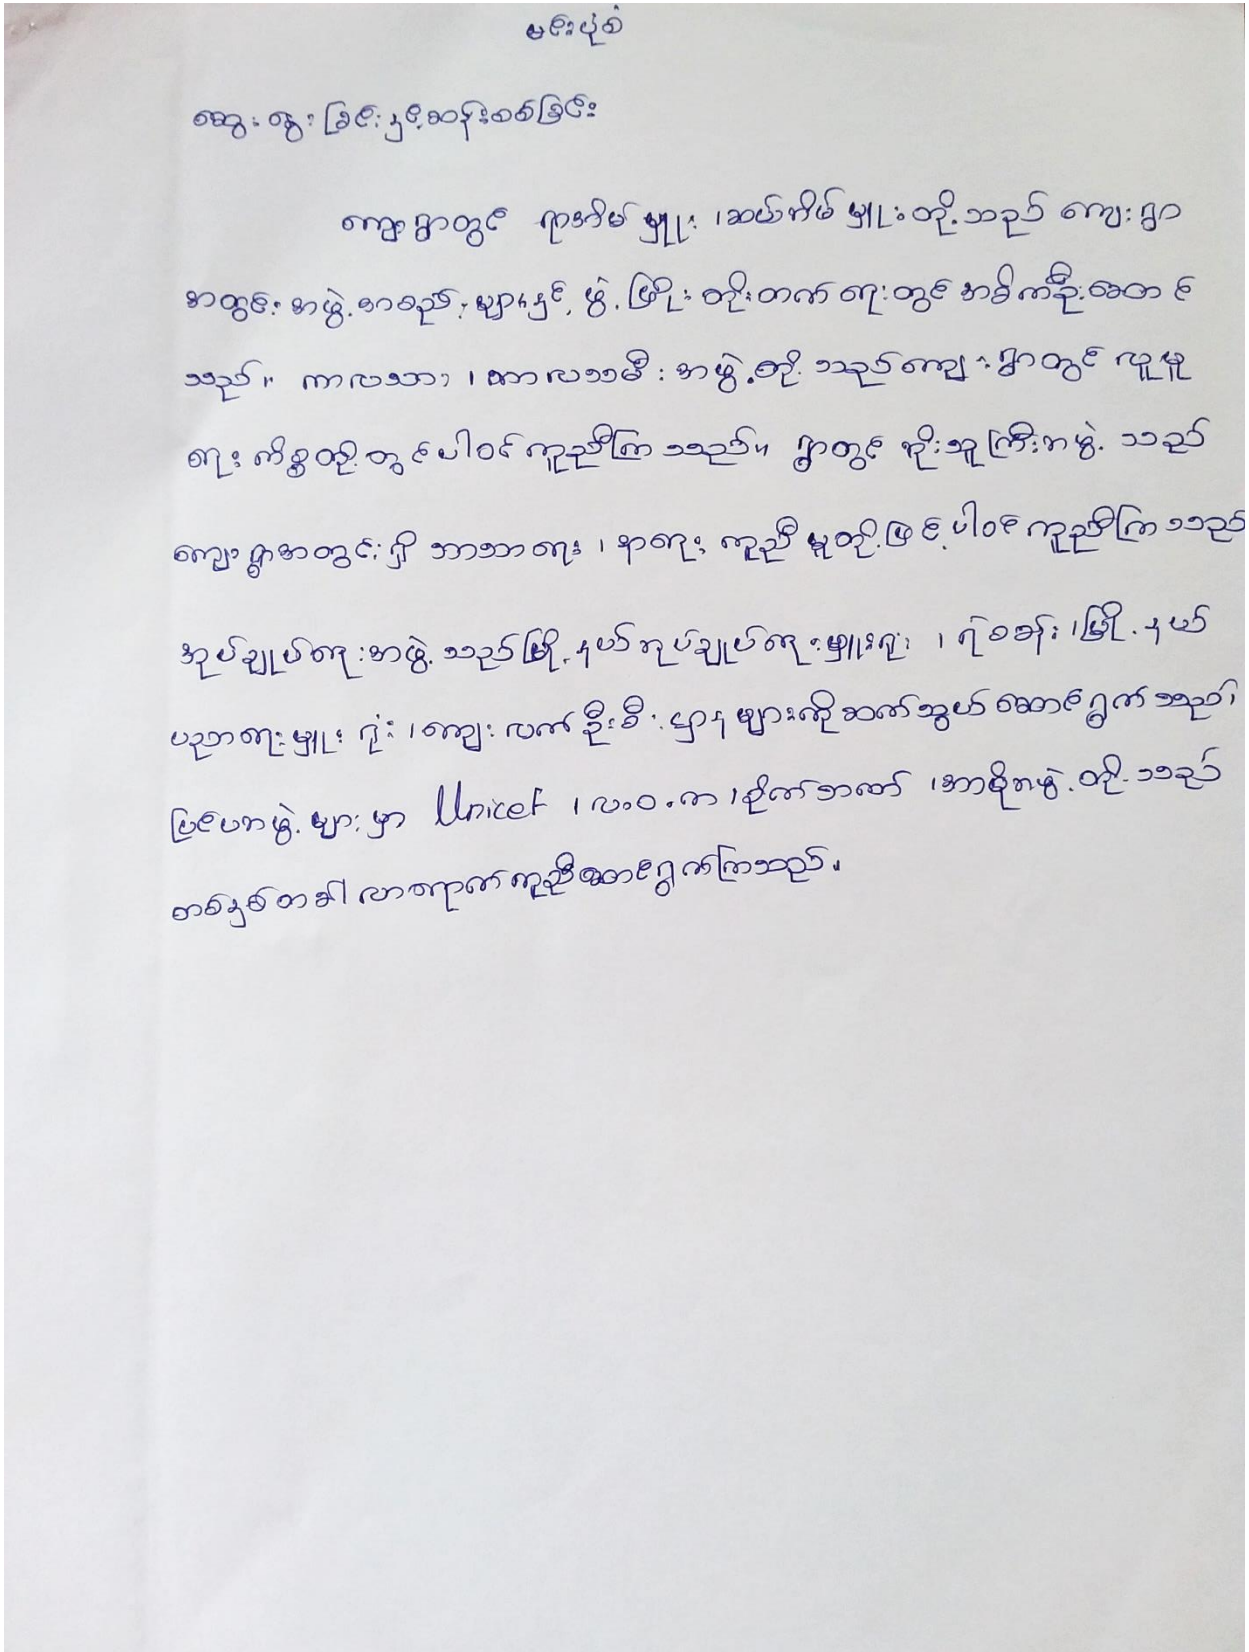 မင်းပုံစံ
ဆွေးနွေးခြင်းနှင့်ဆန်းစစ်ခြင်း
ကျေးရွာတွင် ရာအိမ်မှူး ၊ဆယ်အိမ်မှူးတို့သည် ကျေးရွာ
အတွင်းအဖွဲ့အစည်းများနှင့် ဖွံ့ဖြိုးတိုးတက်ရေးတွင်အဓိကဦးဆောင်
သည်။ ကာလသား ၊ကာလသမီးအဖွဲ့တို့သည်ကျေးရွာတွင် လူမှု
ရေးကိစ္စတို့တွင်ပါဝင်ကူညီကြသည်။ ရွာတွင် ကိုးသူကြီးအဖွဲ့သည်
ကျေးရွာအတွင်းရှိ ဘာသာရေး ၊ နာရေး ကူညီမှုတို့ဖြင့်ပါဝင်ကူညီကြသည်
အုပ်ချုပ်ရေးအဖွဲ့သည်မြို့နယ်အုပ်ချုပ်ရေးမှူးရုံး ၊ ရဲစခန်း ၊မြို့နယ်
ပညာရေးမှူး ရုံး ၊ကျေးလက်ဦးစီးဌာနများကိုဆက်သွယ်ဆောင်ရွက်သည်၊
ပြင်ပအဖွဲ့များမှာ Unicef ၊လ.ဝ.က ၊စိုက်ဘဏ် ၊အာစီအဖွဲ့တို့သည်
တစ်နှစ်တခါလာရောက်ကူညီဆောင်ရွက်ကြသည်။